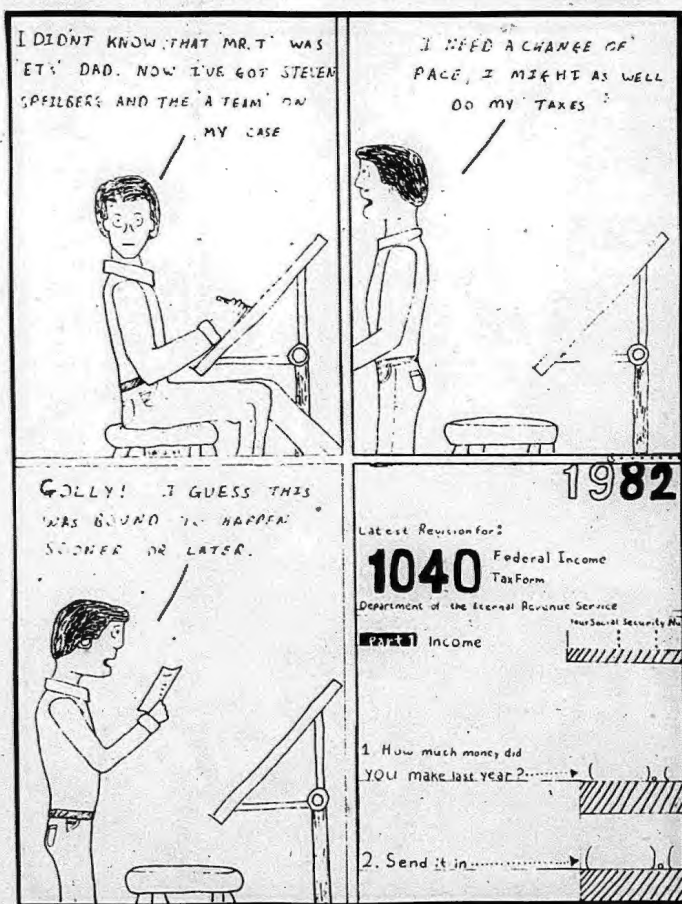 I DIDN'T KNOW THAT 'MR. T' WAS
'ETS' DAD. NOW I'VE GOT STEVEN
SPEILBERG AND THE 'A TEAM' ON
MY CASE
I NEED A CHANGE OF
PACE, I MIGHT AS WELL
DO MY TAXES
GOLLY! I GUESS THIS
WAS BOUND TO HAPPEN
SOONER OR LATER.
1982
Latest Revision for:
1040 Federal Income
Tax Form
Department of the Eternal Revenue Service
Your Social Security Nu
Part 1 Income
1. How much money did
YOU make last year?
2. Send it in